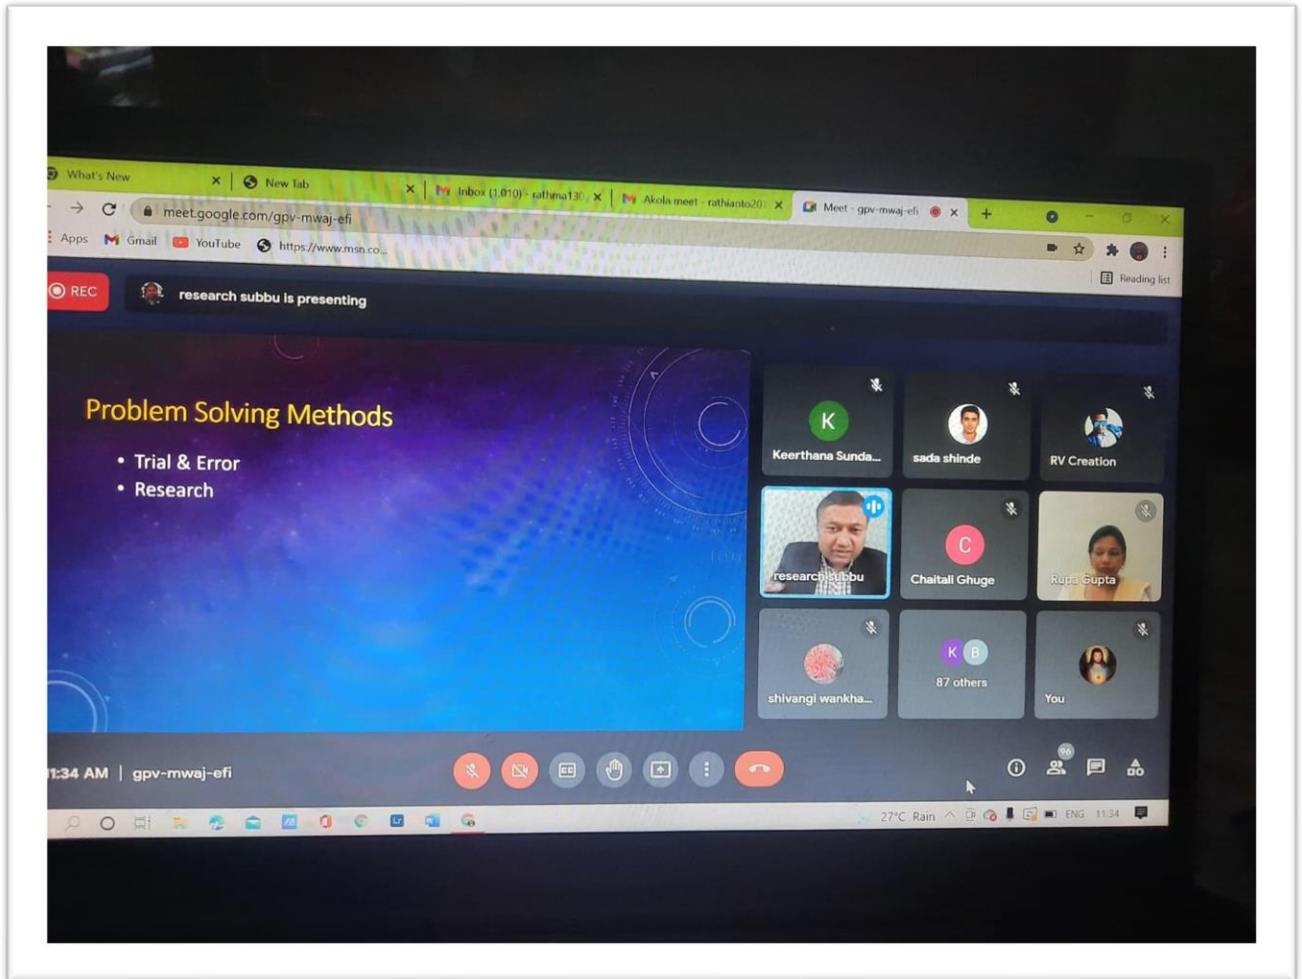 What's New
New Tab
Inbox (1,010) - rathma130
Akola meet - rathianto20
Meet - gpv-mwaj-efi
meet.google.com/gpv-mwaj-efi
Apps
Gmail
YouTube
https://www.msn.co...
Reading list
REC
research subbu is presenting
Problem Solving Methods
• Trial & Error
• Research
K
Keerthana Sunda...
sada shinde
RV Creation
research subbu
C
Chaitali Ghuge
Rupa Gupta
shivangi wankha...
K B
87 others
You
11:34 AM | gpv-mwaj-efi
CC
96
Lr
27°C Rain
ENG
11:34